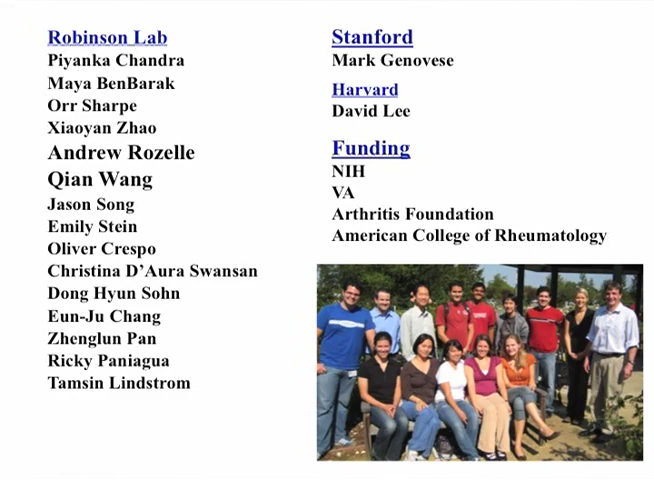 Robinson Lab
Piyanka Chandra
Maya BenBarak
Orr Sharpe
Xiaoyan Zhao
Andrew Rozelle
Qian Wang
Jason Song
Emily Stein
Oliver Crespo
Christina D’Aura Swansan
Dong Hyun Sohn
Eun-Ju Chang
Zhenglun Pan
Ricky Paniagua
Tamsin Lindstrom
Stanford
Mark Genovese
Harvard
David Lee
Funding
NIH
VA
Arthritis Foundation
American College of Rheumatology